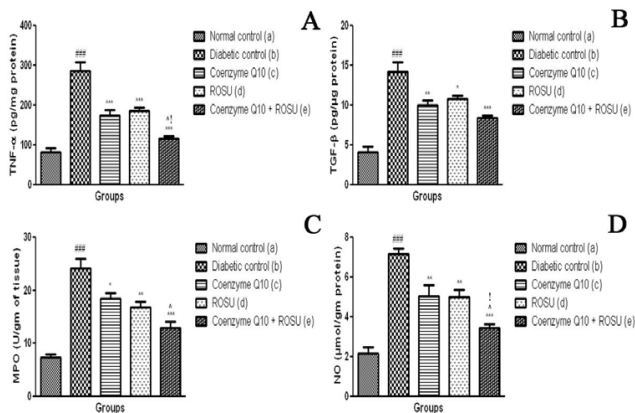 A
TNF-α (pg/mg protein)
400
300
200
100
0
###
^^^
^^^
^!
^^^
Groups
Normal control (a)
Diabetic control (b)
Coenzyme Q10 (c)
ROSU (d)
Coenzyme Q10 + ROSU (e)
B
TGF-β (pg/µg protein)
20
15
10
5
0
###
^^
^
^^^
Groups
Normal control (a)
Diabetic control (b)
Coenzyme Q10 (c)
ROSU (d)
Coenzyme Q10 + ROSU (e)
C
MPO (U/gm of tissue)
30
20
10
0
###
^
^^
^
^^^
Groups
Normal control (a)
Diabetic control (b)
Coenzyme Q10 (c)
ROSU (d)
Coenzyme Q10 + ROSU (e)
D
NO (µmol/gm protein)
8
6
4
2
0
###
^^
^^
!
^
^^^
Groups
Normal control (a)
Diabetic control (b)
Coenzyme Q10 (c)
ROSU (d)
Coenzyme Q10 + ROSU (e)